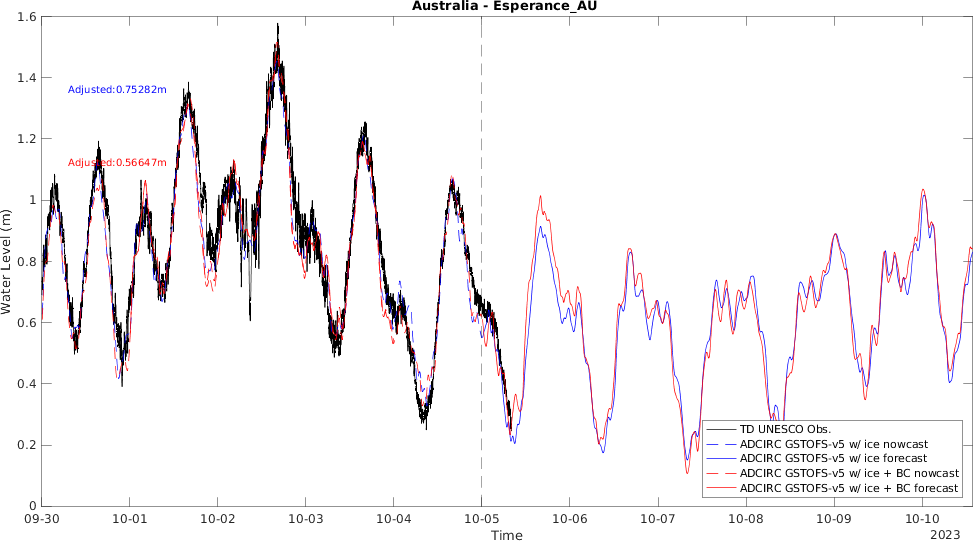 Australia - Esperance_AU
1.6
1.4
1.2
1
0.8
0.6
0.4
0.2
0
Water Level (m)
Adjusted:0.75282m
Adjusted:0.56647m
TD UNESCO Obs.
ADCIRC GSTOFS-v5 w/ ice nowcast
ADCIRC GSTOFS-v5 w/ ice forecast
ADCIRC GSTOFS-v5 w/ ice + BC nowcast
ADCIRC GSTOFS-v5 w/ ice + BC forecast
09-30 10-01 10-02 10-03 10-04 10-05 10-06 10-07 10-08 10-09 10-10
Time
2023